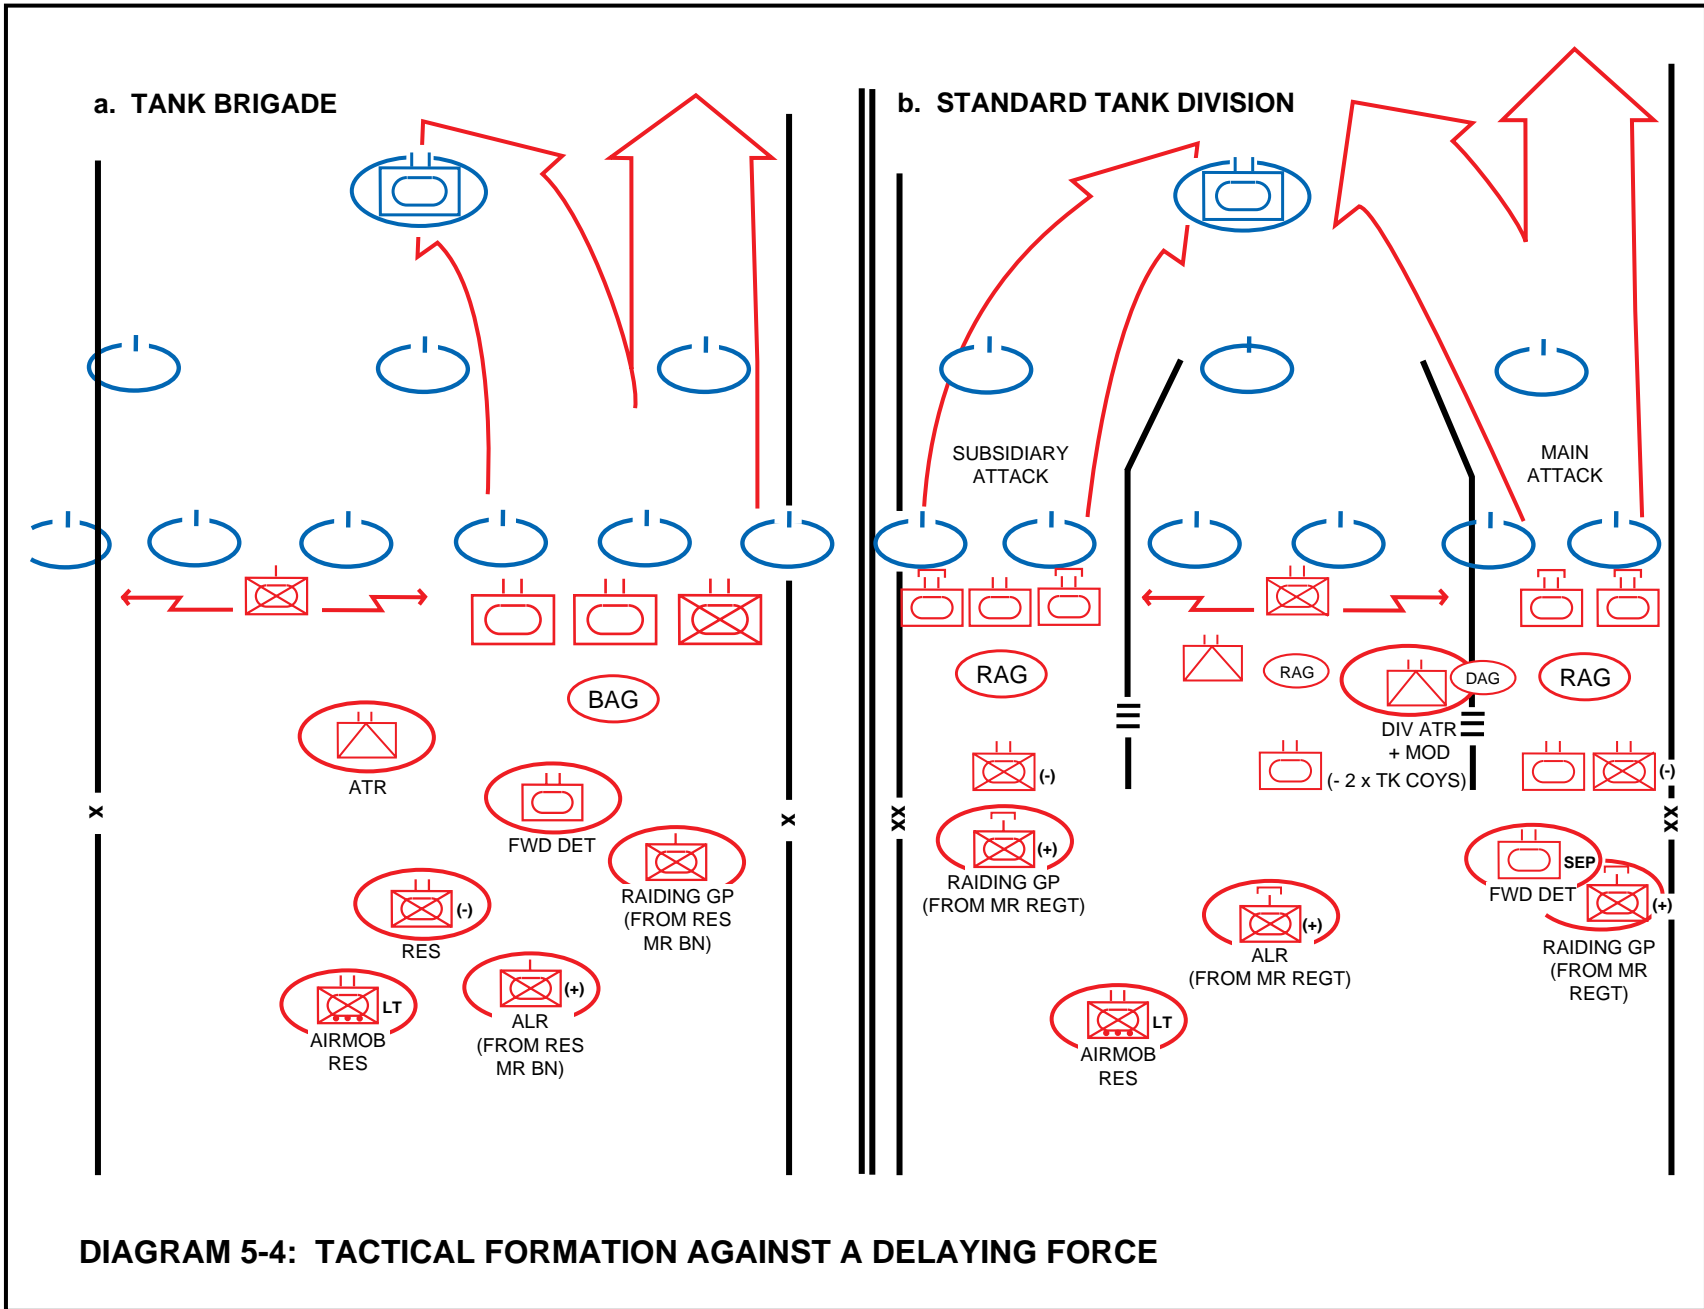 a. TANK BRIGADE
BAG
ATR
FWD DET
RAIDING GP
(FROM RES
MR BN)
(-)
RES
LT
AIRMOB
RES
(+)
ALR
(FROM RES
MR BN)
X
X
b. STANDARD TANK DIVISION
SUBSIDIARY
ATTACK
MAIN
ATTACK
RAG
RAG
DAG
RAG
DIV ATR
+ MOD
(- 2 x TK COYS)
(-)
(-)
XX
XX
(+)
RAIDING GP
(FROM MR REGT)
SEP
FWD DET
(+)
RAIDING GP
(FROM MR
REGT)
(+)
ALR
(FROM MR REGT)
LT
AIRMOB
RES
DIAGRAM 5-4: TACTICAL FORMATION AGAINST A DELAYING FORCE